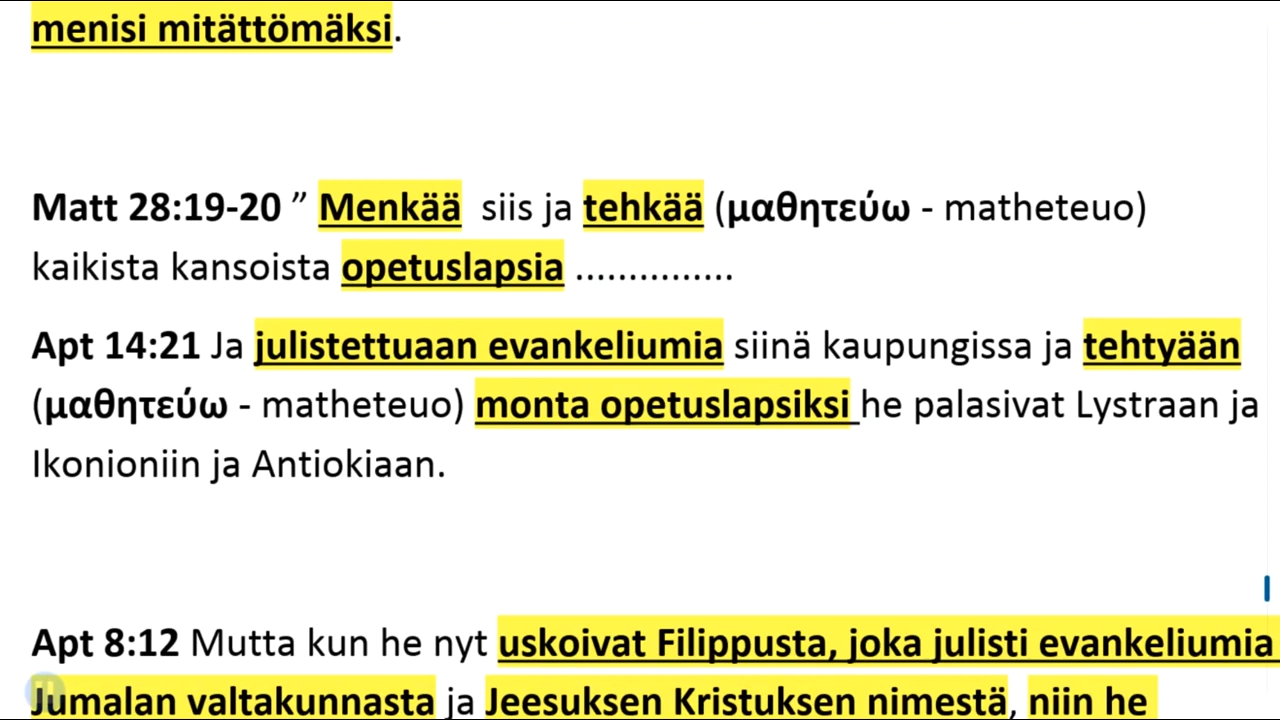 menisi mitättömäksi.
Matt 28:19-20 ” Menkää  siis ja tehkää (μαθητεύω - matheteuo)
kaikista kansoista opetuslapsia ...............
Apt 14:21 Ja julistettuaan evankeliumia siinä kaupungissa ja tehtyään
(μαθητεύω - matheteuo) monta opetuslapsiksi he palasivat Lystraan ja
Ikonioniin ja Antiokiaan.
Apt 8:12 Mutta kun he nyt uskoivat Filippusta, joka julisti evankeliumia
Jumalan valtakunnasta ja Jeesuksen Kristuksen nimestä, niin he